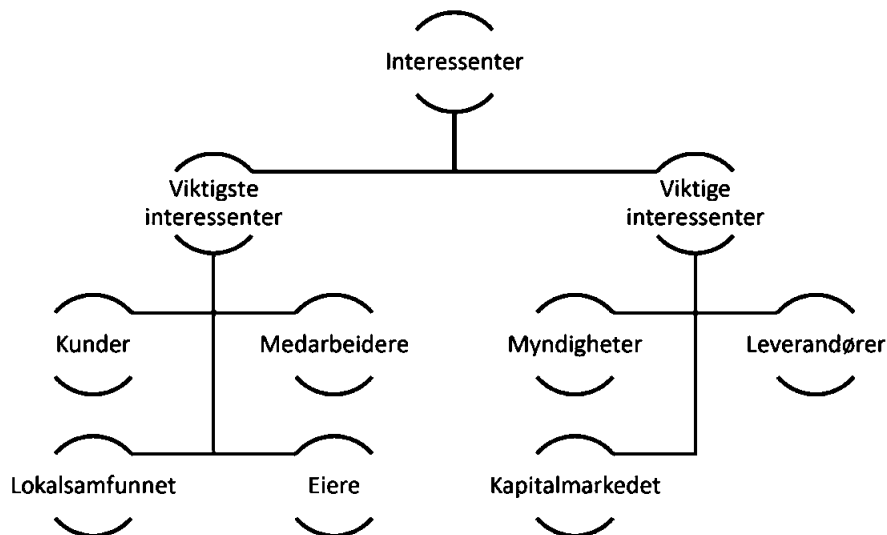 Interessenter
Viktigste
interessenter
Viktige
interessenter
Kunder
Medarbeidere
Myndigheter
Leverandører
Lokalsamfunnet
Eiere
Kapitalmarkedet